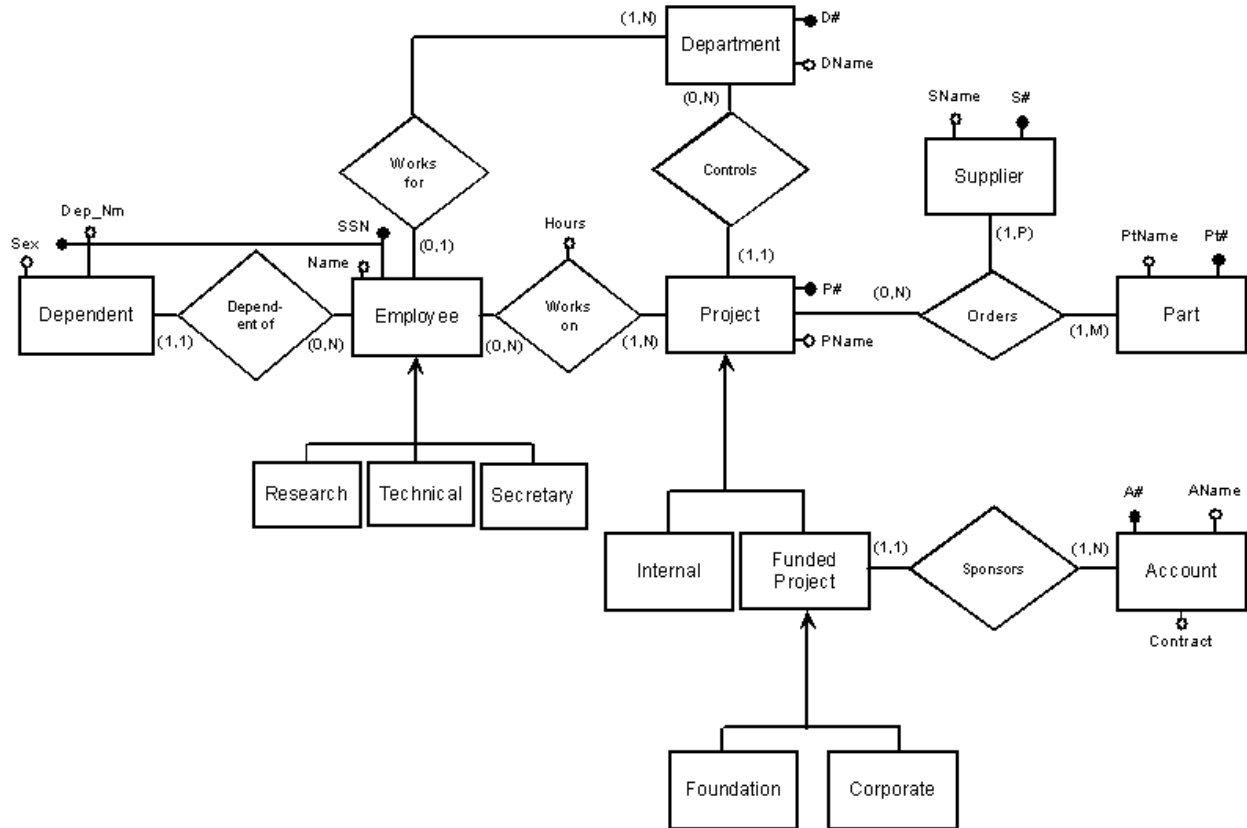 (1,N)
D#
Department
DName
(0,N)
SName
S#
Works
for
Controls
Supplier
Dep_Nm
SSN
Hours
Sex
Name
(0,1)
(1,1)
(1,P)
PtName
Pt#
Dependent
Depend-
ent of
Employee
Works
on
Project
P#
PName
(0,N)
Orders
Part
(1,1)
(0,N)
(0,N)
(1,N)
(1,M)
Research
Technical
Secretary
A#
AName
Internal
Funded
Project
(1,1)
Sponsors
(1,N)
Account
Contract
Foundation
Corporate